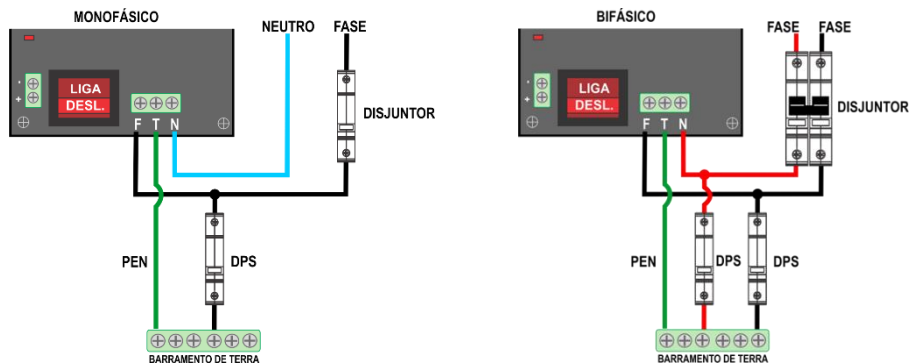 MONOFÁSICO
NEUTRO
FASE
-
+
LIGA
DESL.
F T N
DISJUNTOR
PEN
DPS
BARRAMENTO DE TERRA
BIFÁSICO
FASE FASE
-
+
LIGA
DESL.
F T N
DISJUNTOR
PEN
DPS
DPS
BARRAMENTO DE TERRA